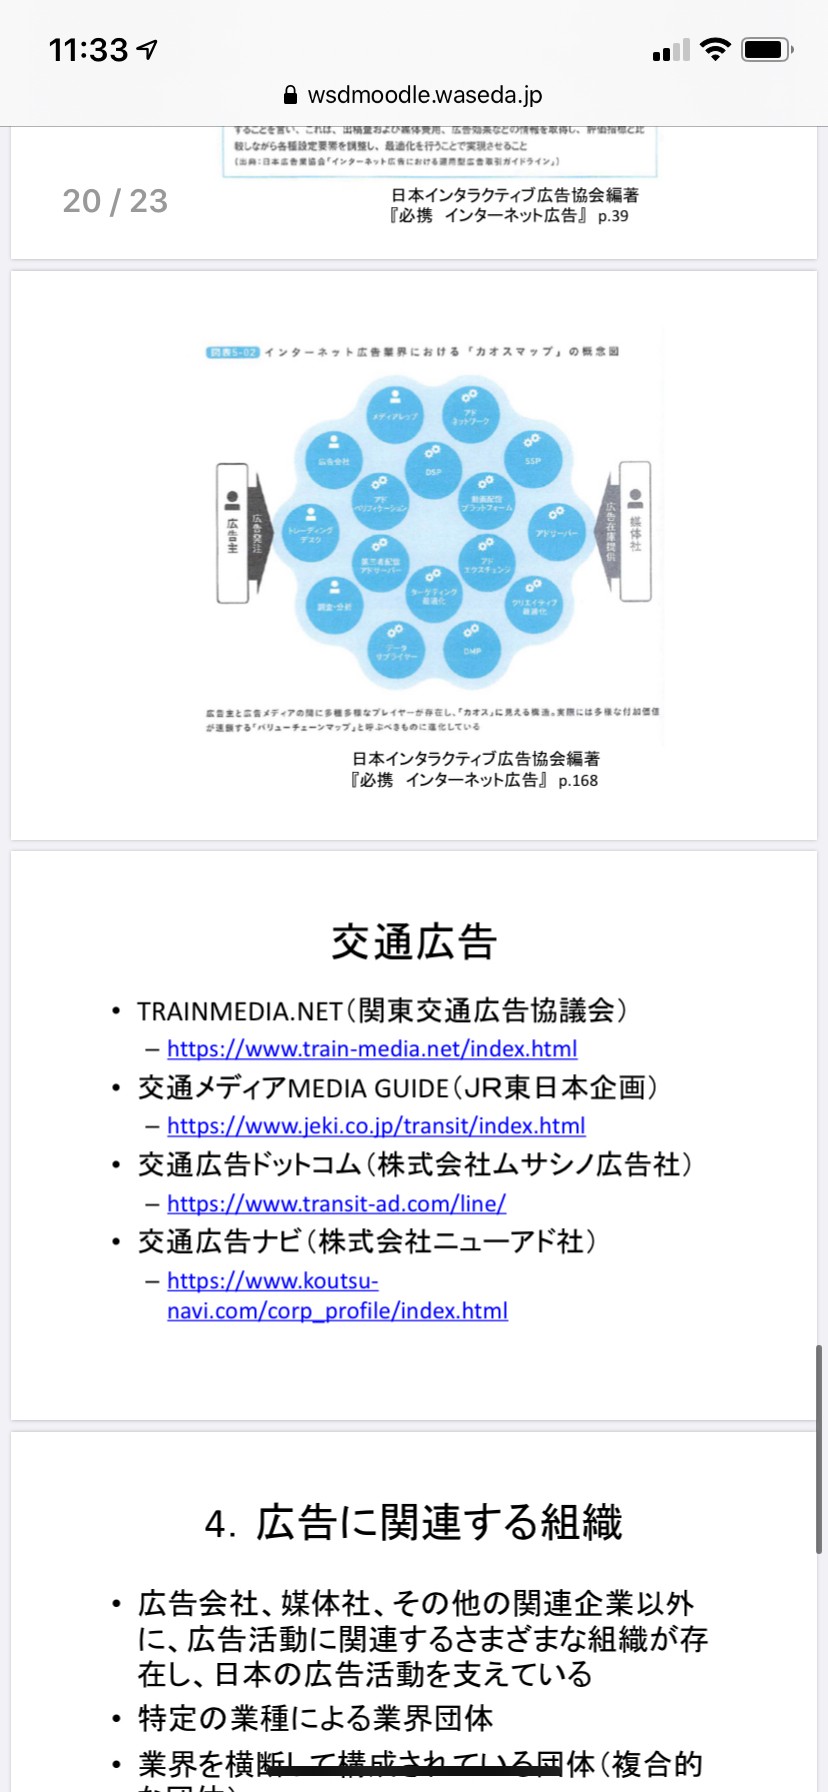 11:33
wsdmoodle.waseda.jp
することを言い、これは、出稿量および媒体費用、広告効果などの情報を取得し、評価指標と比
較しながら各種設定要素を調整し、最適化を行うことで実現させること
(出典:日本広告業協会「インターネット広告における運用型広告取引ガイドライン」)
20 / 23
日本インタラクティブ広告協会編著
『必携 インターネット広告』 p.39
図表5-02 インターネット広告業界における「カオスマップ」の概念図
メディアレップ
アド
ネットワーク
広告会社
DSP
SSP
アド
ベリフィケーション
動画配信
プラットフォーム
広告主
広告発注
トレーディング
デスク
アドサーバー
広告在庫提供
媒体社
第三者配信
アドサーバー
アド
エクスチェンジ
ターゲティング
最適化
調査・分析
クリエイティブ
最適化
データ
サプライヤー
DMP
広告主と広告メディアの間に多種多様なプレイヤーが存在し、「カオス」に見える構造。実際には多様な付加価値
が連鎖する「バリューチェーンマップ」と呼ぶべきものに進化している
日本インタラクティブ広告協会編著
『必携 インターネット広告』 p.168
交通広告
• TRAINMEDIA.NET(関東交通広告協議会)
– https://www.train-media.net/index.html
• 交通メディアMEDIA GUIDE(JR東日本企画)
– https://www.jeki.co.jp/transit/index.html
• 交通広告ドットコム(株式会社ムサシノ広告社)
– https://www.transit-ad.com/line/
• 交通広告ナビ(株式会社ニューアド社)
– https://www.koutsu-
navi.com/corp_profile/index.html
4. 広告に関連する組織
• 広告会社、媒体社、その他の関連企業以外
に、広告活動に関連するさまざまな組織が存
在し、日本の広告活動を支えている
• 特定の業種による業界団体
• 業界を横断して構成されている団体(複合的
な団体)